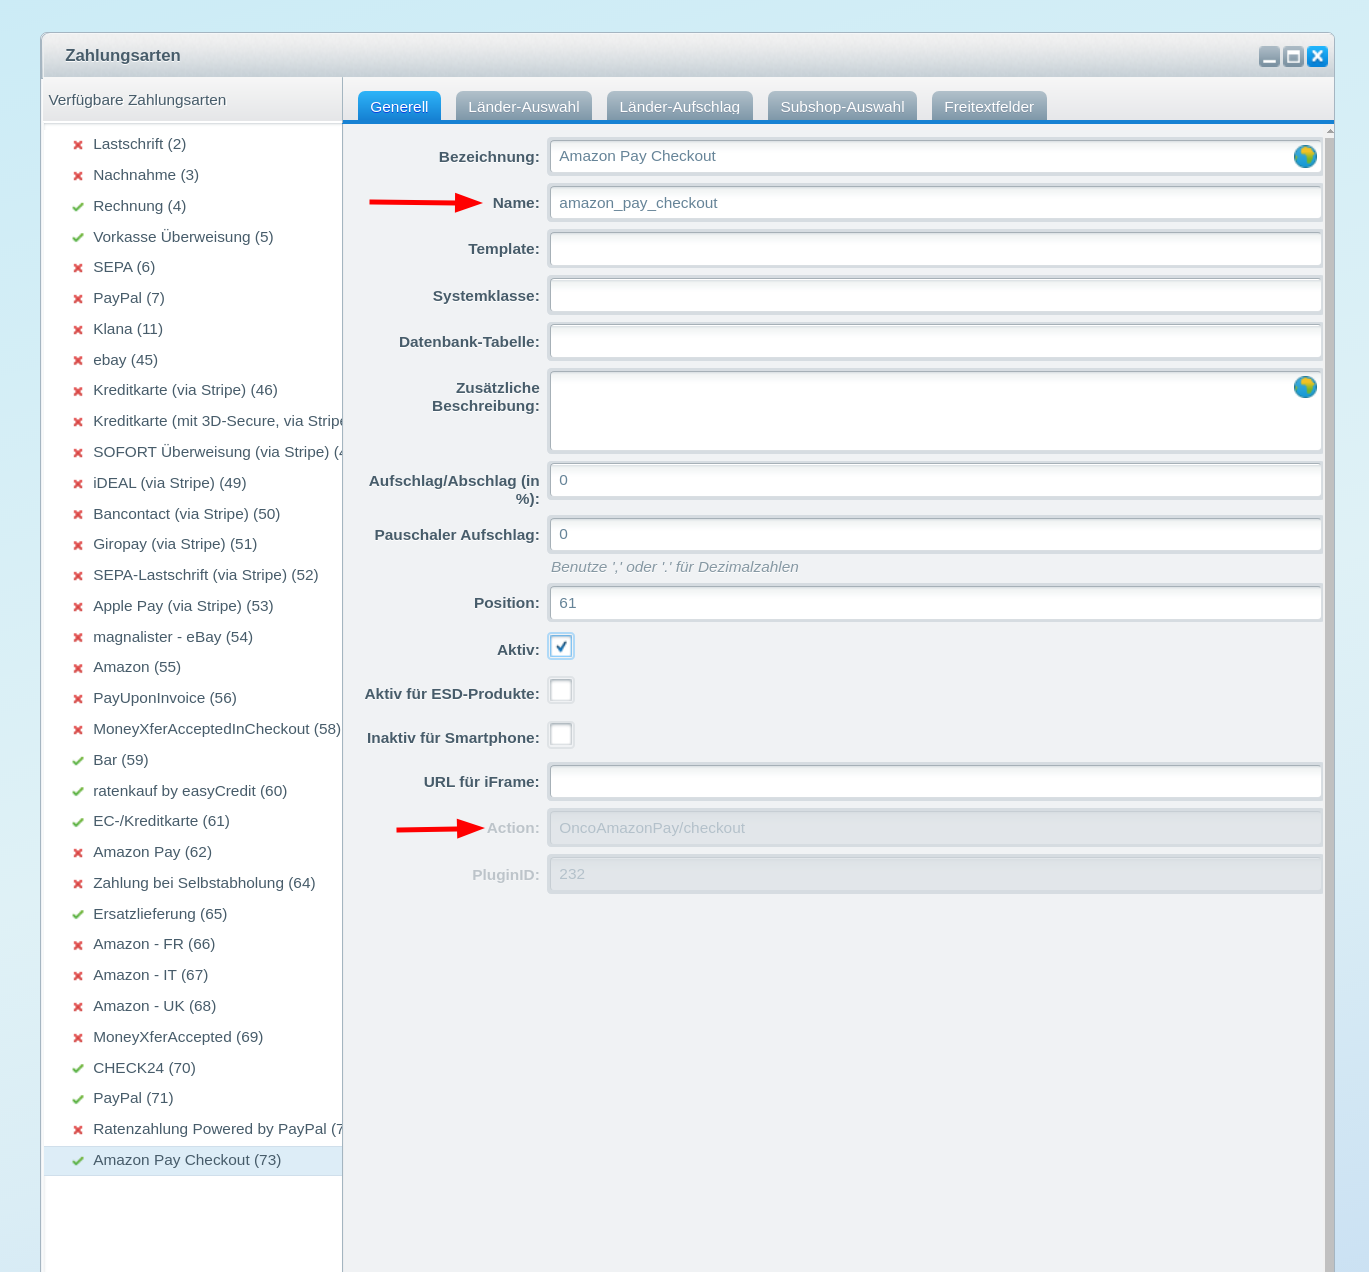 Zahlungsarten
Verfügbare Zahlungsarten
Lastschrift (2)
Nachnahme (3)
Rechnung (4)
Vorkasse Überweisung (5)
SEPA (6)
PayPal (7)
Klana (11)
ebay (45)
Kreditkarte (via Stripe) (46)
Kreditkarte (mit 3D-Secure, via Stripe
SOFORT Überweisung (via Stripe) (4
iDEAL (via Stripe) (49)
Bancontact (via Stripe) (50)
Giropay (via Stripe) (51)
SEPA-Lastschrift (via Stripe) (52)
Apple Pay (via Stripe) (53)
magnalister - eBay (54)
Amazon (55)
PayUponInvoice (56)
MoneyXferAcceptedInCheckout (58)
Bar (59)
ratenkauf by easyCredit (60)
EC-/Kreditkarte (61)
Amazon Pay (62)
Zahlung bei Selbstabholung (64)
Ersatzlieferung (65)
Amazon - FR (66)
Amazon - IT (67)
Amazon - UK (68)
MoneyXferAccepted (69)
CHECK24 (70)
PayPal (71)
Ratenzahlung Powered by PayPal (7
Amazon Pay Checkout (73)
Generell Länder-Auswahl Länder-Aufschlag Subshop-Auswahl Freitextfelder
Bezeichnung: Amazon Pay Checkout
Name: amazon_pay_checkout
Template:
Systemklasse:
Datenbank-Tabelle:
Zusätzliche
Beschreibung:
Aufschlag/Abschlag (in 0
%):
Pauschaler Aufschlag: 0
Benutze ',' oder '.' für Dezimalzahlen
Position: 61
Aktiv:
Aktiv für ESD-Produkte:
Inaktiv für Smartphone:
URL für iFrame:
Action: OncoAmazonPay/checkout
PluginID: 232